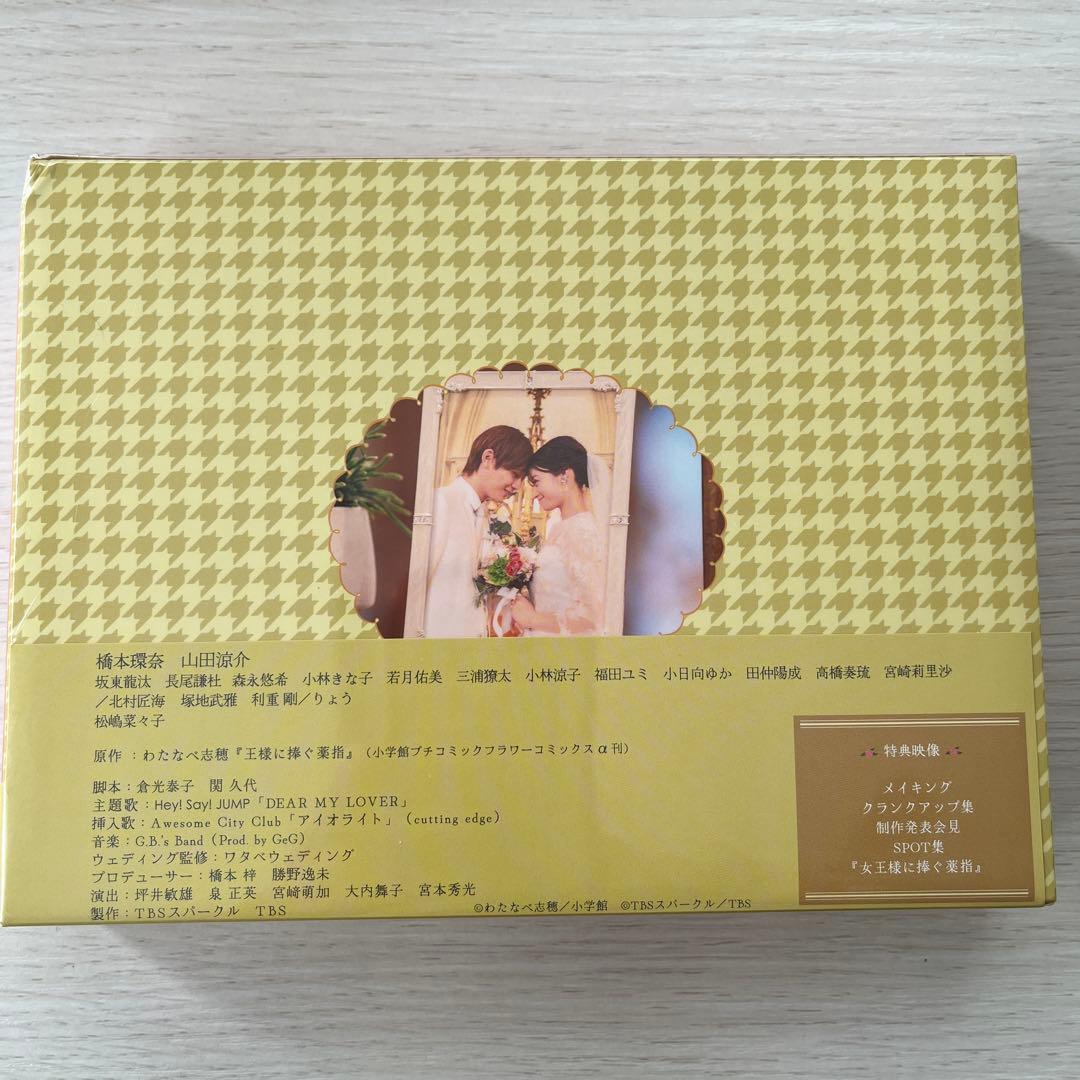 橋本環奈　山田涼介
坂東龍汰　長尾謙杜　森永悠希　小林きな子　若月佑美　三浦獠太　小林涼子　福田ユミ　小日向ゆか　田仲陽成　高橋奏琉　宮崎莉里沙
／北村匠海　塚地武雅　利重 剛／りょう
松嶋菜々子
原作：わたなべ志穂『王様に捧ぐ薬指』（小学館プチコミックフラワーコミックスα刊）
脚本：倉光泰子　関 久代
主題歌：Hey! Say! JUMP「DEAR MY LOVER」
挿入歌：Awesome City Club「アイオライト」（cutting edge）
音楽：G.B.'s Band（Prod. by GeG）
ウェディング監修：ワタベウェディング
プロデューサー：橋本 梓　勝野逸未
演出：坪井敏雄　泉 正英　宮﨑萌加　大内舞子　宮本秀光
製作：TBSスパークル　TBS
©わたなべ志穂／小学館　©TBSスパークル／TBS
特典映像
メイキング
クランクアップ集
制作発表会見
SPOT集
『女王様に捧ぐ薬指』